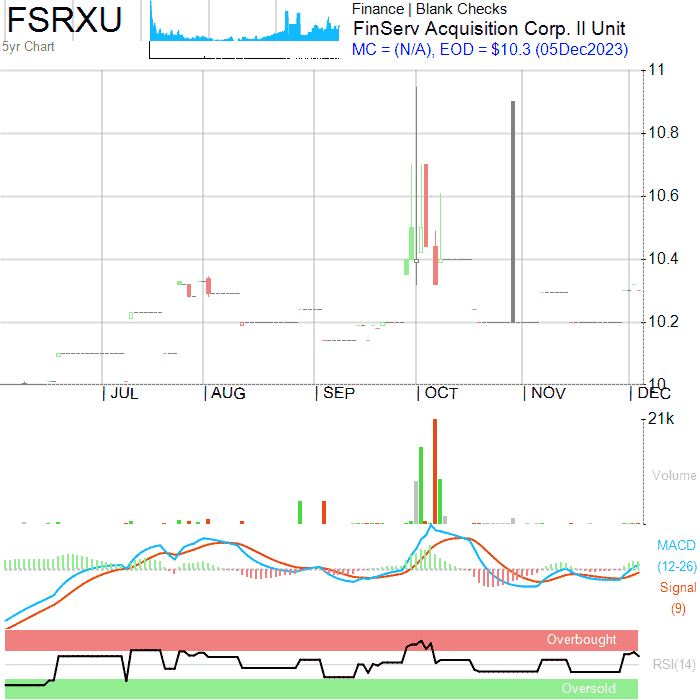 FSRXU
5yr Chart
Finance | Blank Checks
FinServ Acquisition Corp. II Unit
MC = (N/A), EOD = $10.3 (05Dec2023)
11
10.8
10.6
10.4
10.2
10
JUL
AUG
SEP
OCT
NOV
DEC
21k
Volume
MACD
(12-26)
Signal
(9)
Overbought
RSI(14)
Oversold